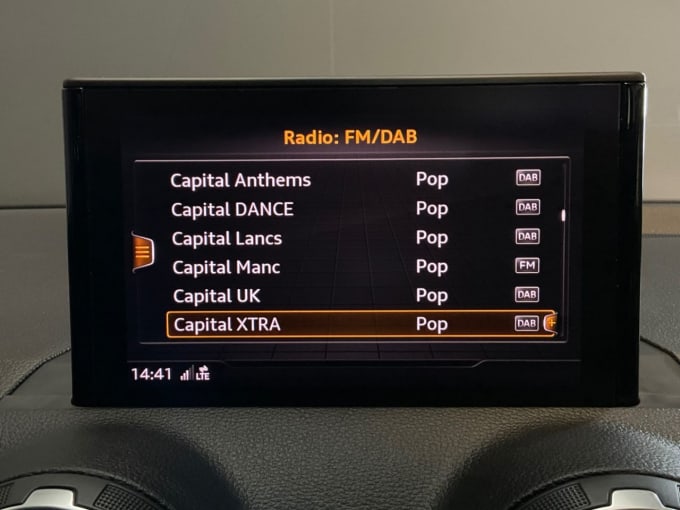 Radio: FM/DAB
Capital Anthems Pop DAB
Capital DANCE Pop DAB
Capital Lancs Pop DAB
Capital Manc Pop FM
Capital UK Pop DAB
Capital XTRA Pop DAB
14:41 LTE